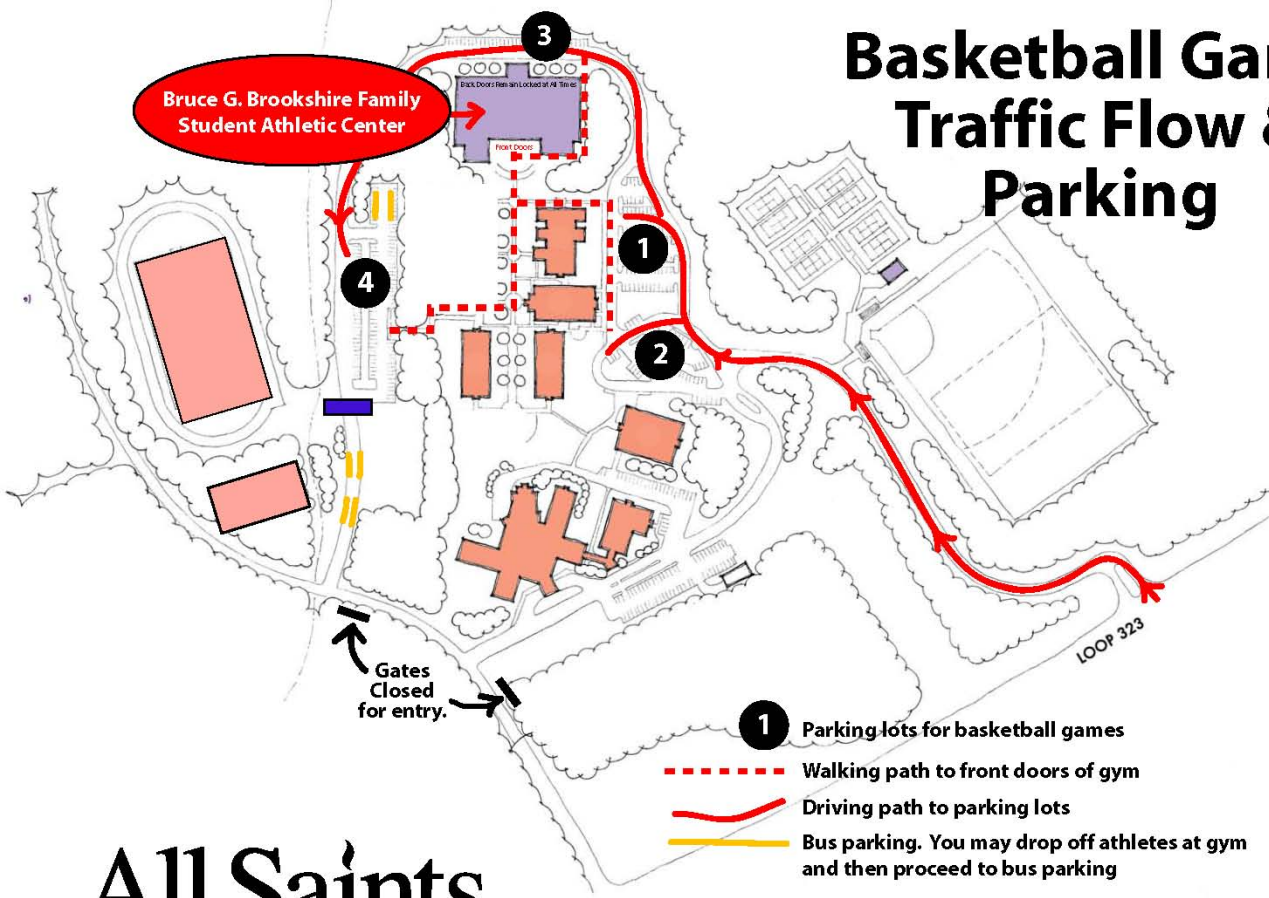 Basketball Gam
Traffic Flow &
Parking
3
Bruce G. Brookshire Family
Student Athletic Center
Back Doors Remain Locked at All Times
Front Doors
1
4
2
LOOP 323
Gates
Closed
for entry.
1
Parking lots for basketball games
Walking path to front doors of gym
Driving path to parking lots
Bus parking. You may drop off athletes at gym
and then proceed to bus parking
All Saints